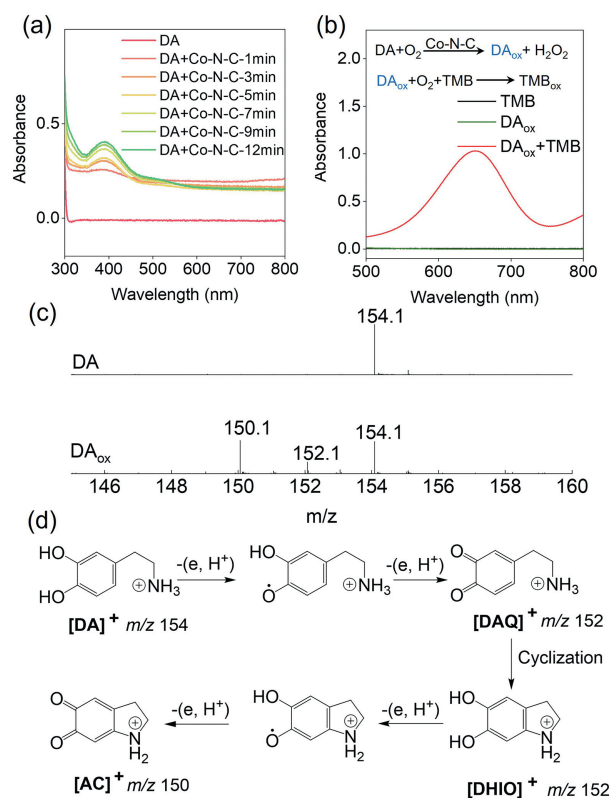 (a)
DA
DA+Co-N-C-1min
DA+Co-N-C-3min
DA+Co-N-C-5min
DA+Co-N-C-7min
DA+Co-N-C-9min
DA+Co-N-C-12min
0.5
0.0
Absorbance
300 400 500 600 700 800
Wavelength (nm)
(b)
DA+O2 Co-N-C DAox+ H2O2
DAox+O2+TMB TMBox
TMB
DAox
DAox+TMB
2.0
1.5
1.0
0.5
0.0
Absorbance
500 600 700 800
Wavelength (nm)
(c)
154.1
DA
150.1 152.1 154.1
DAox
146 148 150 152 154 156 158 160
m/z
(d)
HO HO NH3 + -(e, H+) HO O• NH3 + -(e, H+) O O NH3 +
[DA]+ m/z 154
[DAQ]+ m/z 152
Cyclization
O O N H2 + -(e, H+) HO O• N H2 + -(e, H+) HO HO N H2 +
[AC]+ m/z 150
[DHIO]+ m/z 152